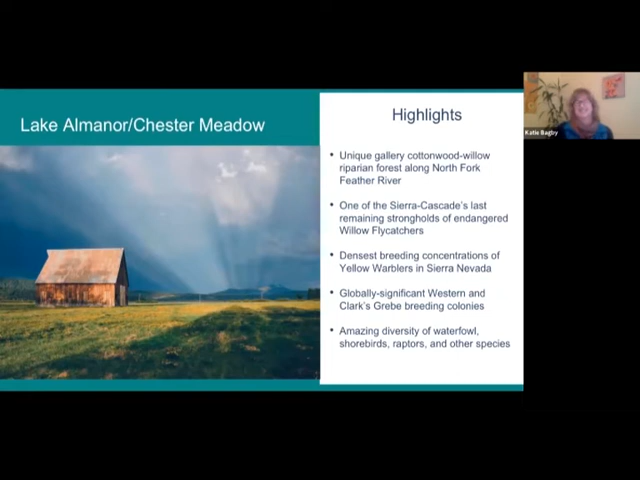 Lake Almanor/Chester Meadow
Highlights
• Unique gallery cottonwood-willow
riparian forest along North Fork
Feather River
• One of the Sierra-Cascade's last
remaining strongholds of endangered
Willow Flycatchers
• Densest breeding concentrations of
Yellow Warblers in Sierra Nevada
• Globally-significant Western and
Clark's Grebe breeding colonies
• Amazing diversity of waterfowl,
shorebirds, raptors, and other species
Katie Bagby